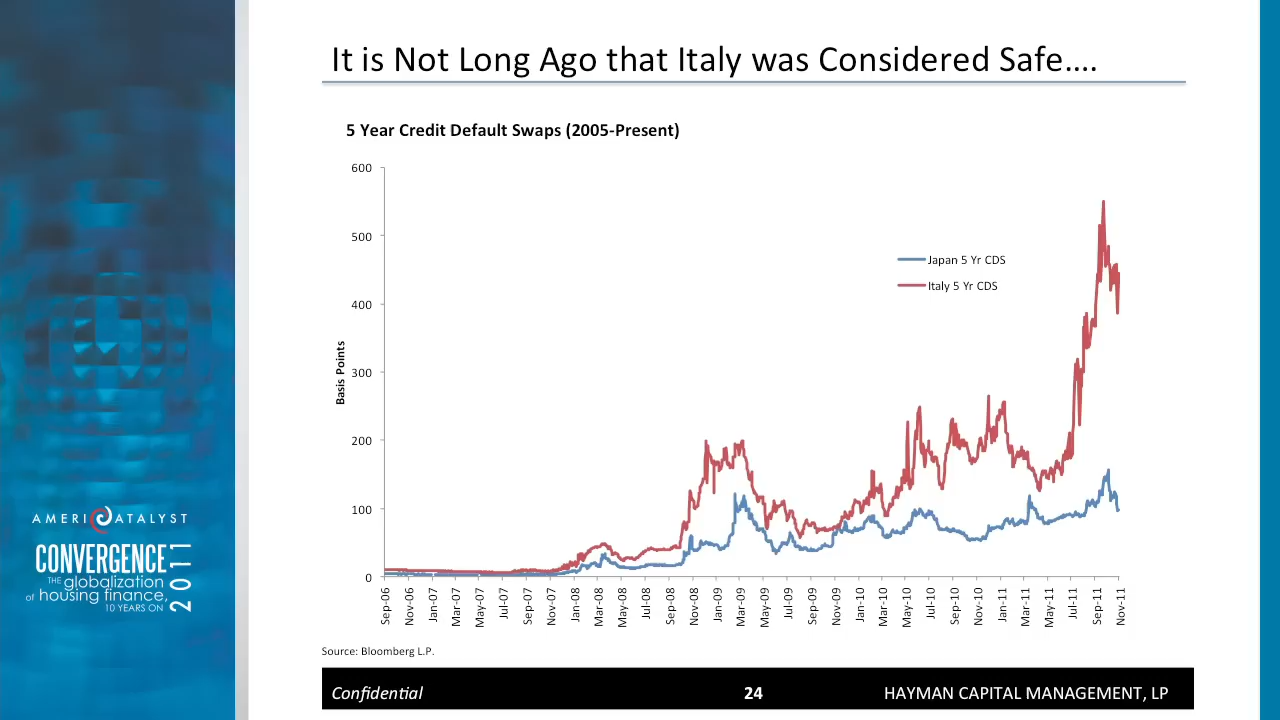 It is Not Long Ago that Italy was Considered Safe....
5 Year Credit Default Swaps (2005-Present)
600
500
400
300
200
100
0
Basis Points
Japan 5 Yr CDS
Italy 5 Yr CDS
Sep-06
Nov-06
Jan-07
Mar-07
May-07
Jul-07
Sep-07
Nov-07
Jan-08
Mar-08
May-08
Jul-08
Sep-08
Nov-08
Jan-09
Mar-09
May-09
Jul-09
Sep-09
Nov-09
Jan-10
Mar-10
May-10
Jul-10
Sep-10
Nov-10
Jan-11
Mar-11
May-11
Jul-11
Sep-11
Nov-11
Source: Bloomberg L.P.
Confidential
24
HAYMAN CAPITAL MANAGEMENT, LP
AMERICATALYST
CONVERGENCE
THE globalization
of housing finance,
10 YEARS ON
2011